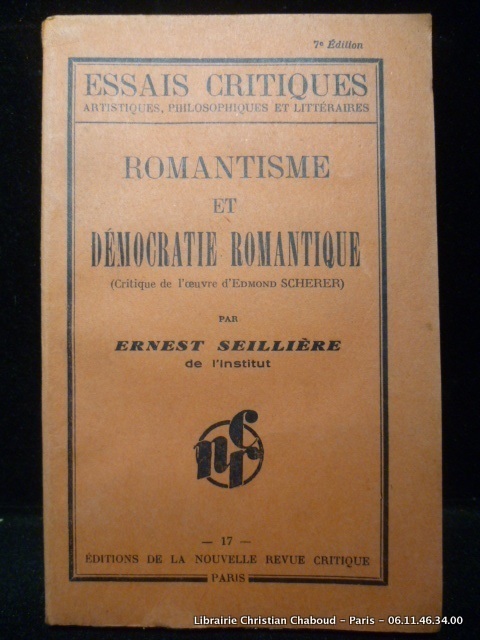 7e Édition
ESSAIS CRITIQUES
ARTISTIQUES, PHILOSOPHIQUES ET LITTÉRAIRES
ROMANTISME
ET
DÉMOCRATIE ROMANTIQUE
(Critique de l'œuvre d'EDMOND SCHERER)
PAR
ERNEST SEILLIÈRE
de l'Institut
nrc
— 17 —
ÉDITIONS DE LA NOUVELLE REVUE CRITIQUE
PARIS
Librairie Christian Chaboud - Paris - 06.11.46.34.00